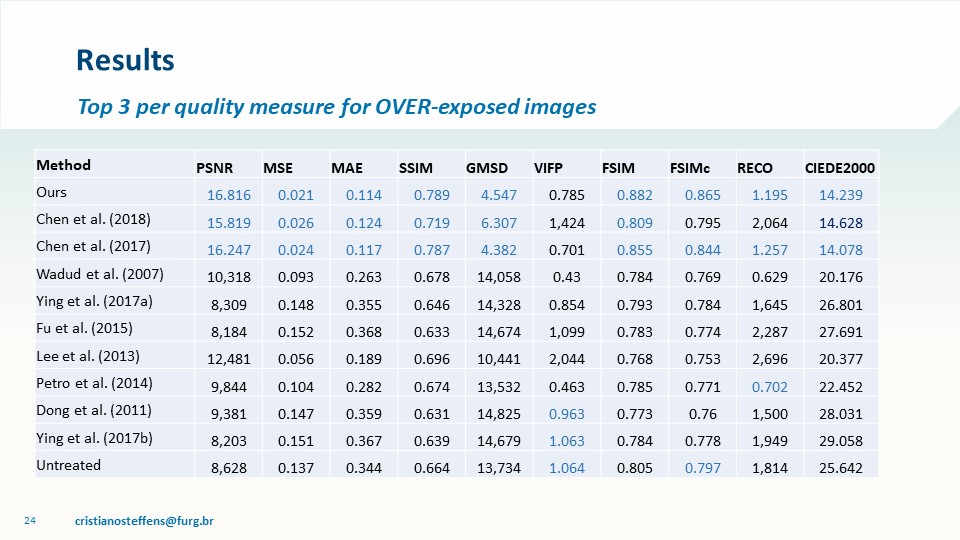 Results
Top 3 per quality measure for OVER-exposed images
Method PSNR MSE MAE SSIM GMSD VIFP FSIM FSIMc RECO CIEDE2000
Ours 16.816 0.021 0.114 0.789 4.547 0.785 0.882 0.865 1.195 14.239
Chen et al. (2018) 15.819 0.026 0.124 0.719 6.307 1,424 0.809 0.795 2,064 14.628
Chen et al. (2017) 16.247 0.024 0.117 0.787 4.382 0.701 0.855 0.844 1.257 14.078
Wadud et al. (2007) 10,318 0.093 0.263 0.678 14,058 0.43 0.784 0.769 0.629 20.176
Ying et al. (2017a) 8,309 0.148 0.355 0.646 14,328 0.854 0.793 0.784 1,645 26.801
Fu et al. (2015) 8,184 0.152 0.368 0.633 14,674 1,099 0.783 0.774 2,287 27.691
Lee et al. (2013) 12,481 0.056 0.189 0.696 10,441 2,044 0.768 0.753 2,696 20.377
Petro et al. (2014) 9,844 0.104 0.282 0.674 13,532 0.463 0.785 0.771 0.702 22.452
Dong et al. (2011) 9,381 0.147 0.359 0.631 14,825 0.963 0.773 0.76 1,500 28.031
Ying et al. (2017b) 8,203 0.151 0.367 0.639 14,679 1.063 0.784 0.778 1,949 29.058
Untreated 8,628 0.137 0.344 0.664 13,734 1.064 0.805 0.797 1,814 25.642
24 cristianosteffens@furg.br